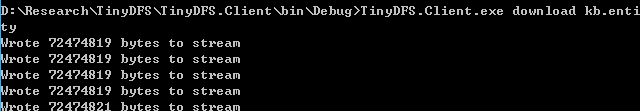 D:\Research\TinyDFS\TinyDFS.Client\bin\Debug>TinyDFS.Client.exe download kb.enti
ty
Wrote 72474819 bytes to stream
Wrote 72474819 bytes to stream
Wrote 72474819 bytes to stream
Wrote 72474819 bytes to stream
Wrote 72474821 bytes to stream